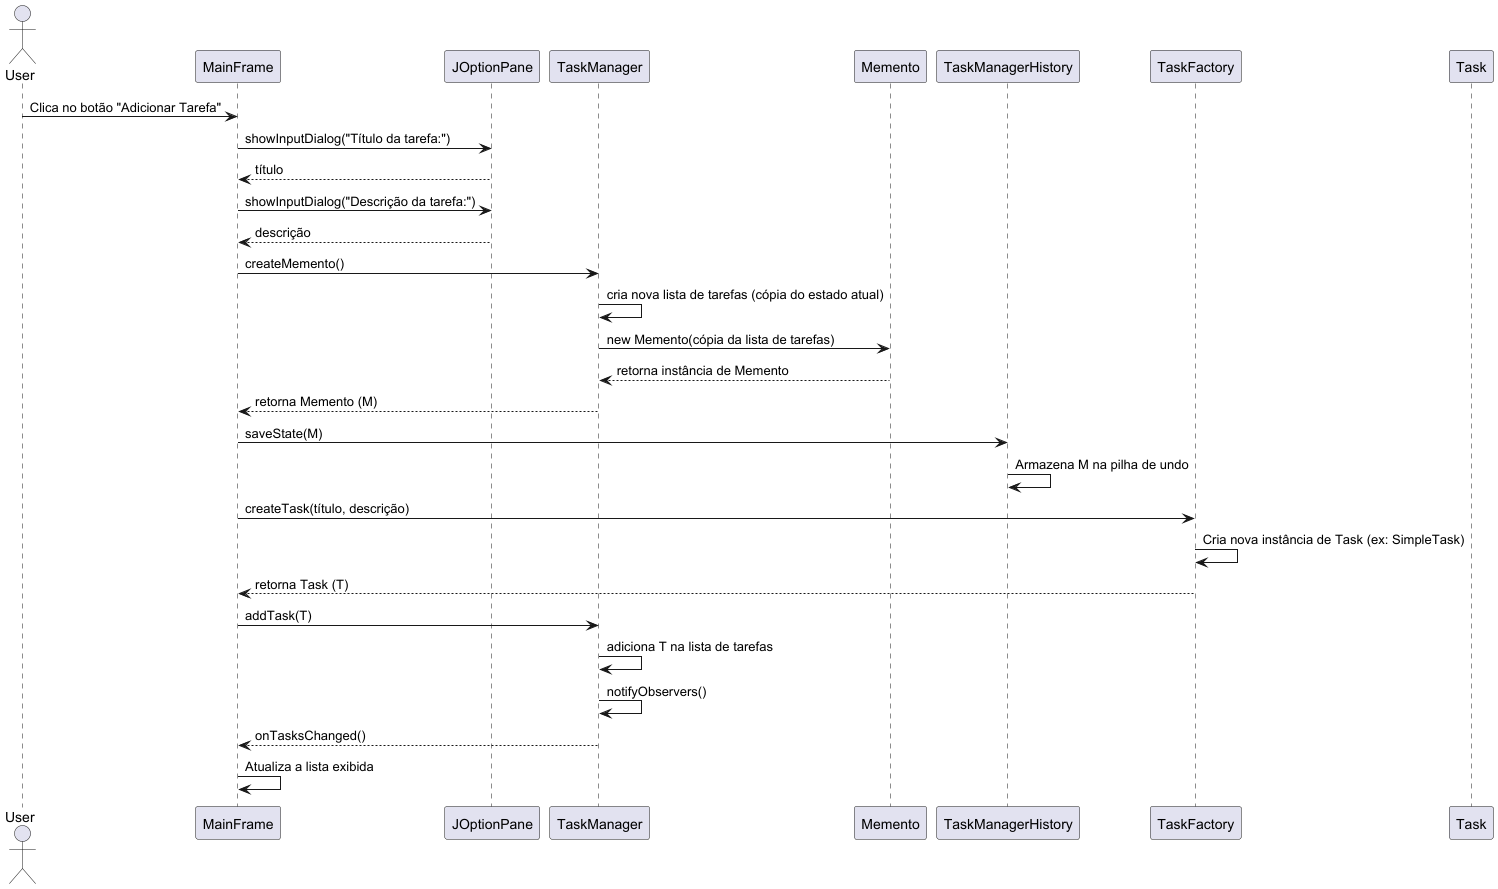 User
MainFrame
JOptionPane
TaskManager
Memento
TaskManagerHistory
TaskFactory
Task
Clica no botão "Adicionar Tarefa"
showInputDialog("Título da tarefa:")
título
showInputDialog("Descrição da tarefa:")
descrição
createMemento()
cria nova lista de tarefas (cópia do estado atual)
new Memento(cópia da lista de tarefas)
retorna instância de Memento
retorna Memento (M)
saveState(M)
Armazena M na pilha de undo
createTask(título, descrição)
Cria nova instância de Task (ex: SimpleTask)
retorna Task (T)
addTask(T)
adiciona T na lista de tarefas
notifyObservers()
onTasksChanged()
Atualiza a lista exibida
User
MainFrame
JOptionPane
TaskManager
Memento
TaskManagerHistory
TaskFactory
Task